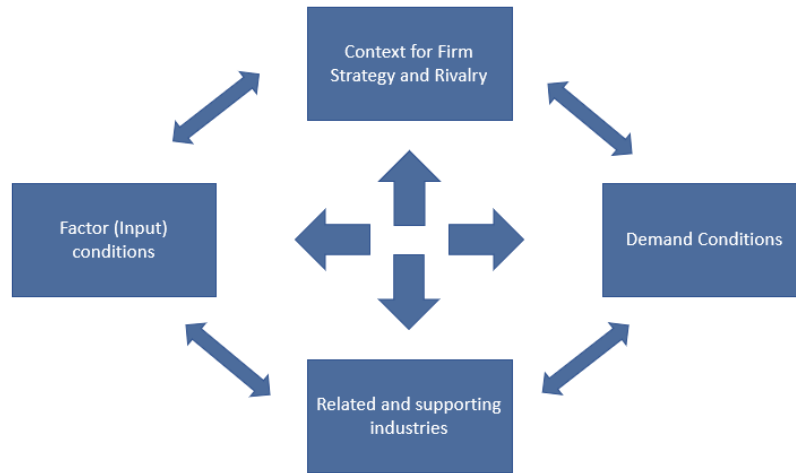 Context for Firm
Strategy and Rivalry
Factor (Input)
conditions
Demand Conditions
Related and supporting
industries